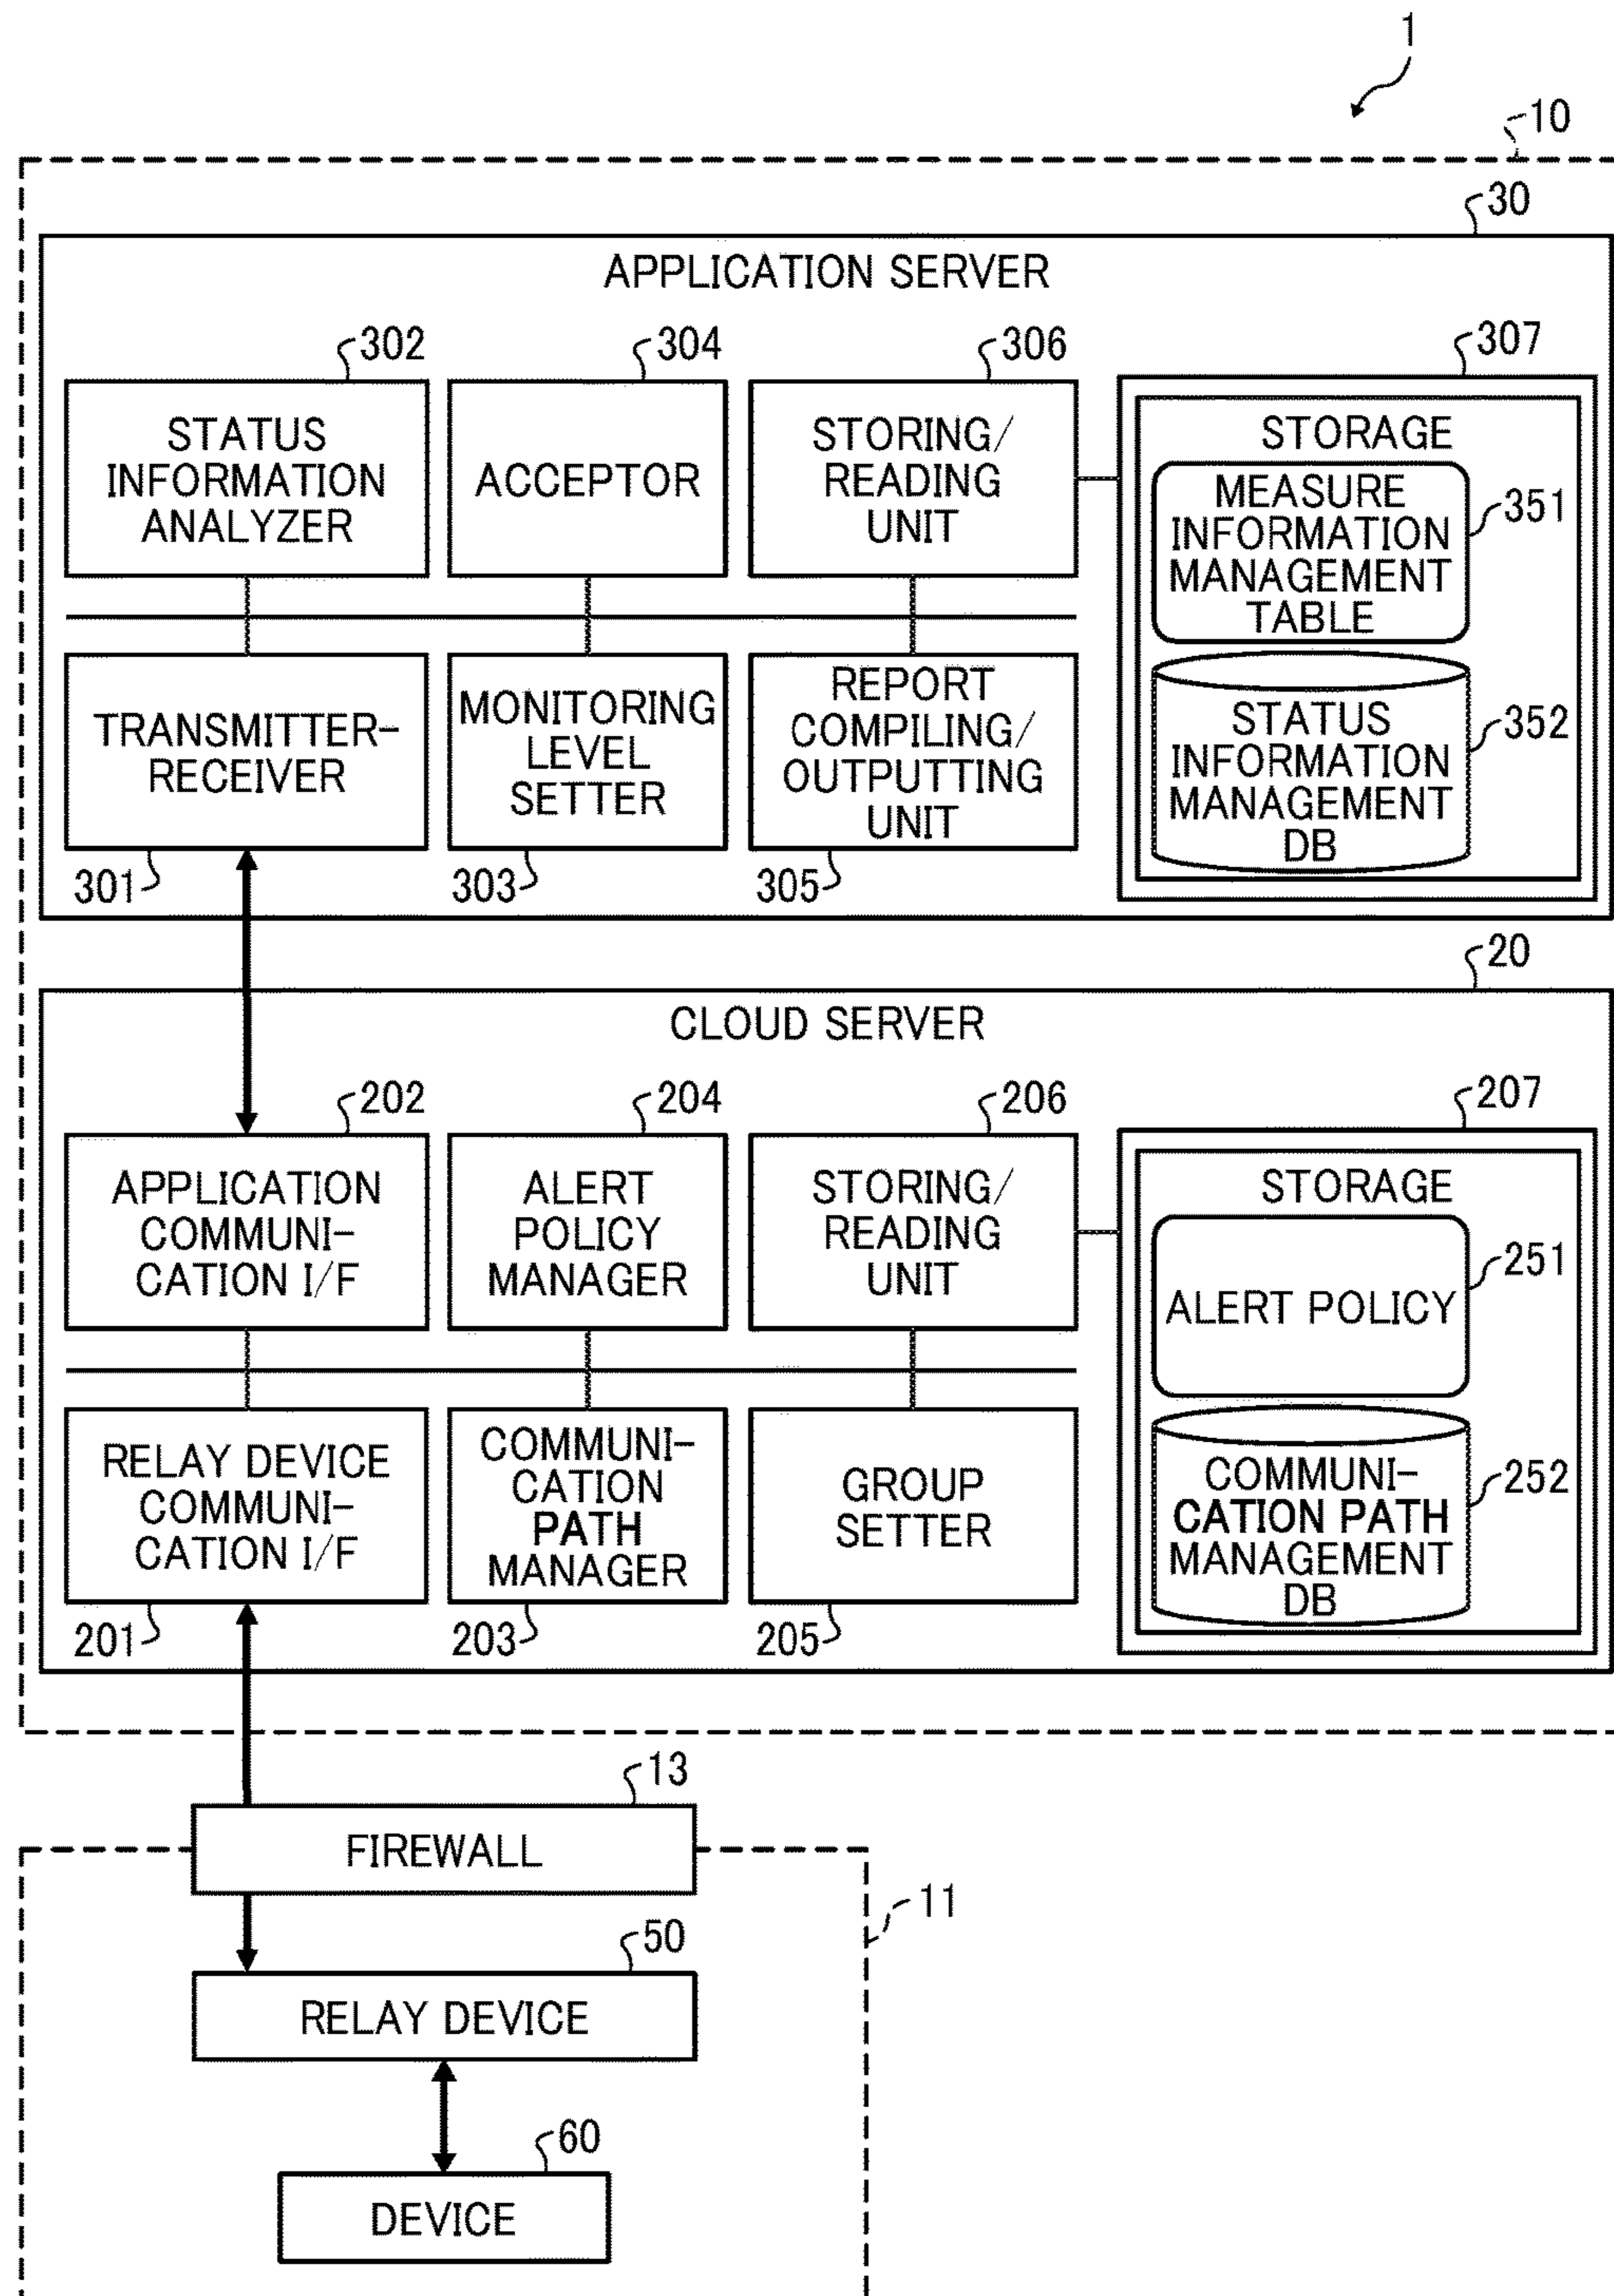 1
10
30
APPLICATION SERVER
302
304
306
307
STATUS
INFORMATION
ANALYZER
ACCEPTOR
STORING/
READING
UNIT
STORAGE
MEASURE
INFORMATION
MANAGEMENT
TABLE
351
TRANSMITTER-
RECEIVER
MONITORING
LEVEL
SETTER
REPORT
COMPILING/
OUTPUTTING
UNIT
STATUS
INFORMATION
MANAGEMENT
DB
352
301
303
305
20
CLOUD SERVER
202
204
206
207
APPLICATION
COMMUNI-
CATION I/F
ALERT
POLICY
MANAGER
STORING/
READING
UNIT
STORAGE
ALERT POLICY
251
RELAY DEVICE
COMMUNI-
CATION I/F
COMMUNI-
CATION
PATH
MANAGER
GROUP
SETTER
COMMUNI-
CATION PATH
MANAGEMENT
DB
252
201
203
205
13
FIREWALL
11
50
RELAY DEVICE
60
DEVICE